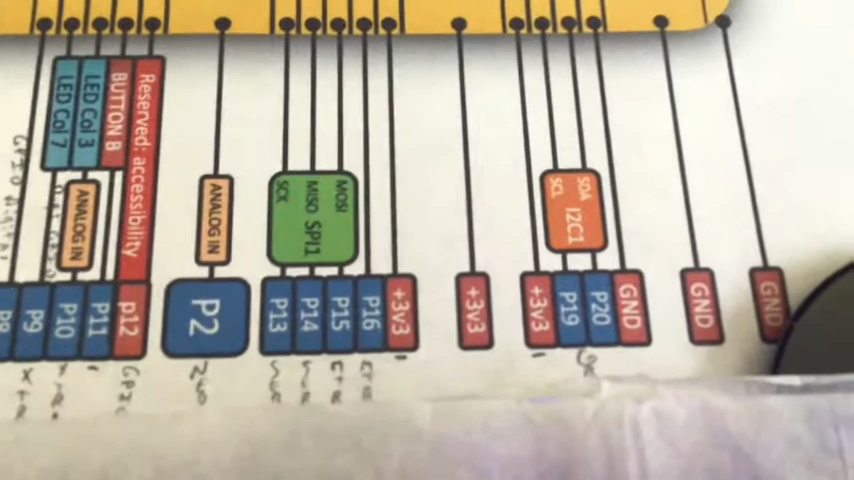 LED Col 7
LED Col 3
BUTTON B
Reserved: accessibility
ANALOG IN
ANALOG IN
SCK
MISO
MOSI
SPI1
SCL
SDA
I2C1
P9
P10
P11
p12
P2
P13
P14
P15
P16
+3v3
+3v3
+3v3
P19
P20
GND
GND
GND